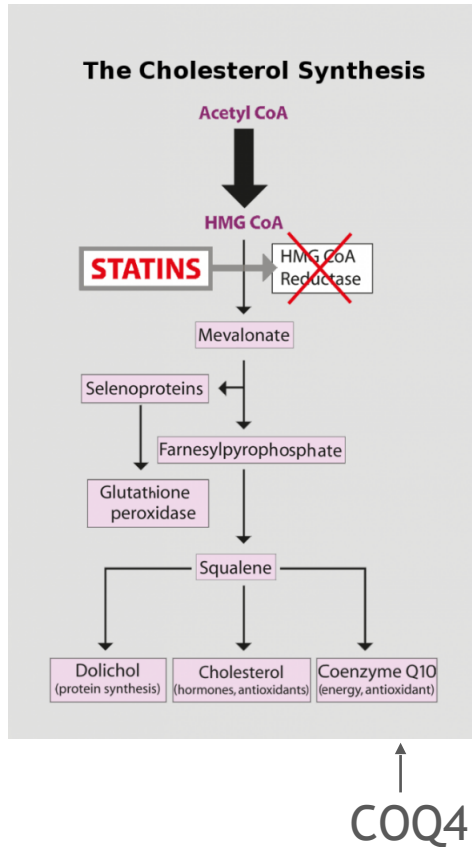 The Cholesterol Synthesis
Acetyl CoA
HMG CoA
STATINS
HMG CoA
Reductase
Mevalonate
Selenoproteins
Farnesylpyrophosphate
Glutathione
peroxidase
Squalene
Dolichol
(protein synthesis)
Cholesterol
(hormones, antioxidants)
Coenzyme Q10
(energy, antioxidant)
COQ4